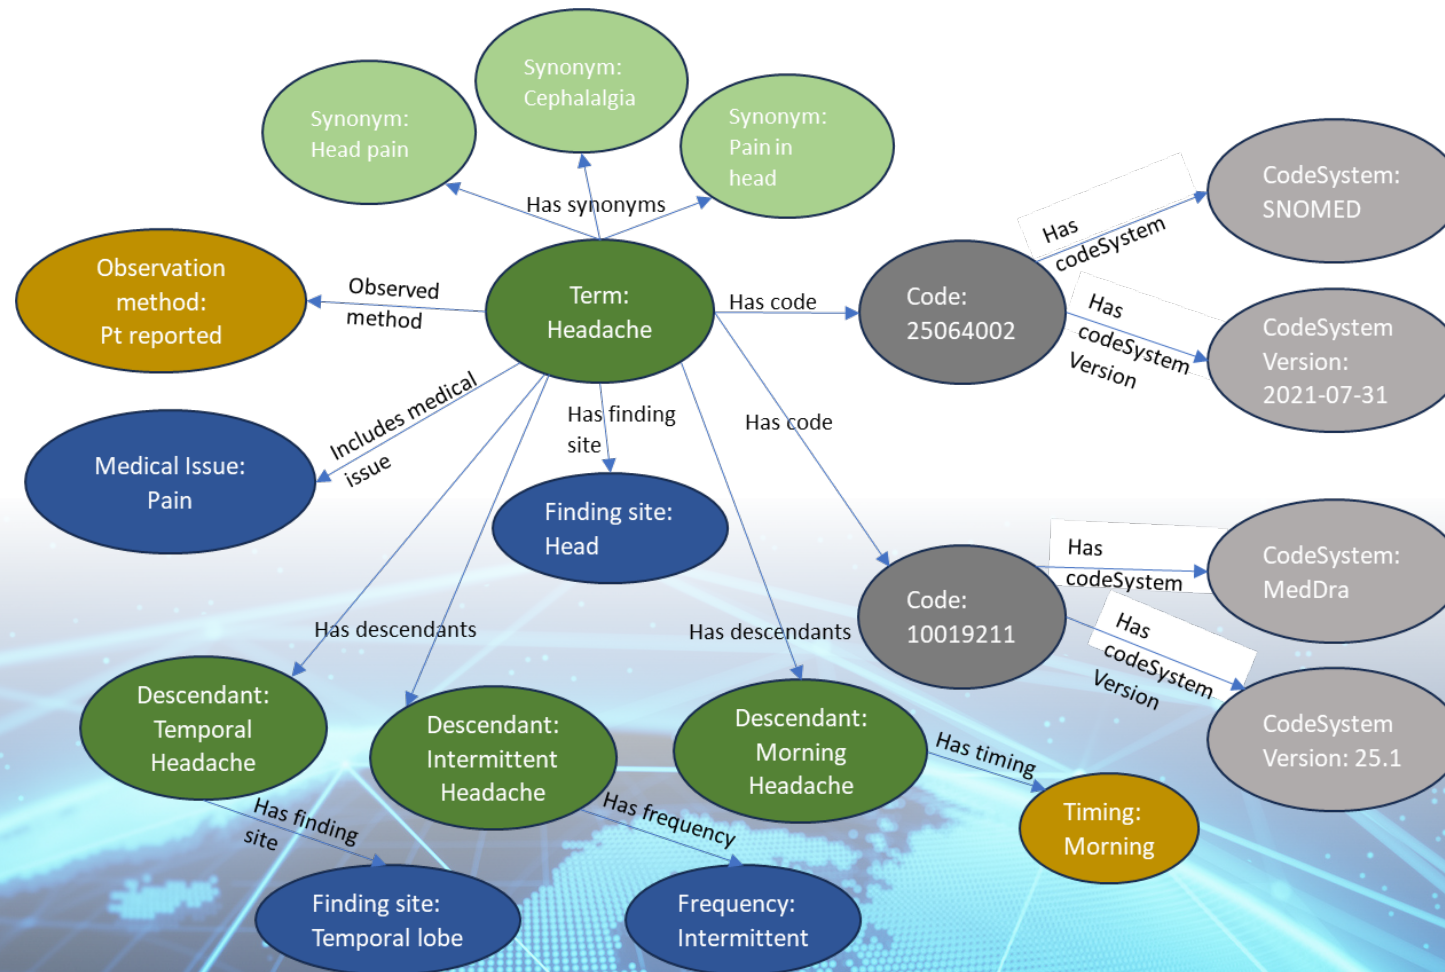 Synonym:
Cephalalgia
Synonym:
Head pain
Synonym:
Pain in
head
Has synonyms
CodeSystem:
SNOMED
Has
codeSystem
Observation
method:
Pt reported
Observed
method
Term:
Headache
Has code
Code:
25064002
Has
codeSystem
Version
CodeSystem
Version:
2021-07-31
Includes medical
issue
Has finding
site
Has code
Medical Issue:
Pain
Finding site:
Head
Has
codeSystem
CodeSystem:
MedDra
Code:
10019211
Has
codeSystem
Version
Has descendants
Has descendants
Descendant:
Temporal
Headache
Descendant:
Intermittent
Headache
Descendant:
Morning
Headache
Has timing
CodeSystem
Version: 25.1
Timing:
Morning
Has finding
site
Has frequency
Finding site:
Temporal lobe
Frequency:
Intermittent